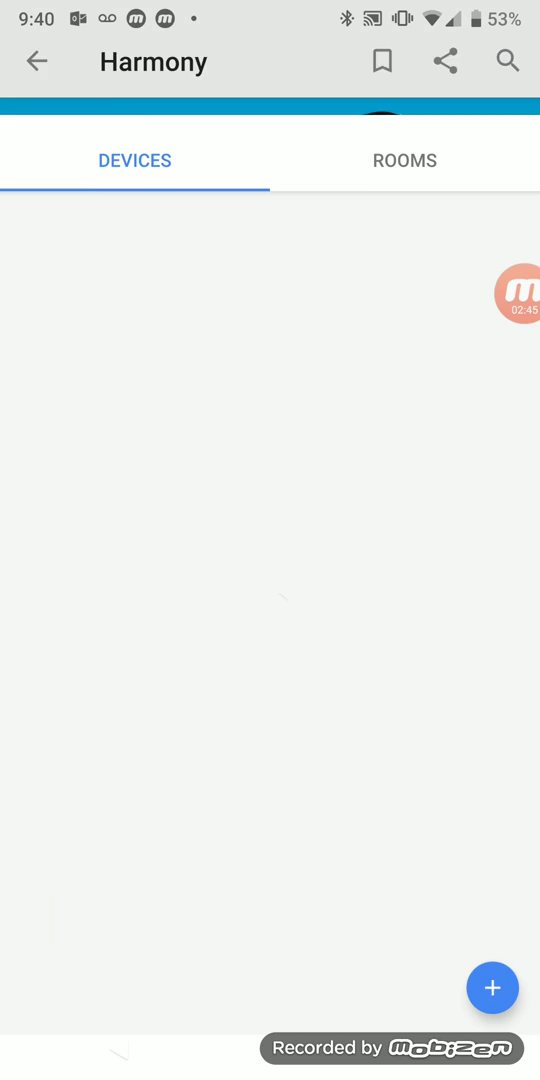 9:40 53%
Harmony
DEVICES ROOMS
02:45
Recorded by mobizen